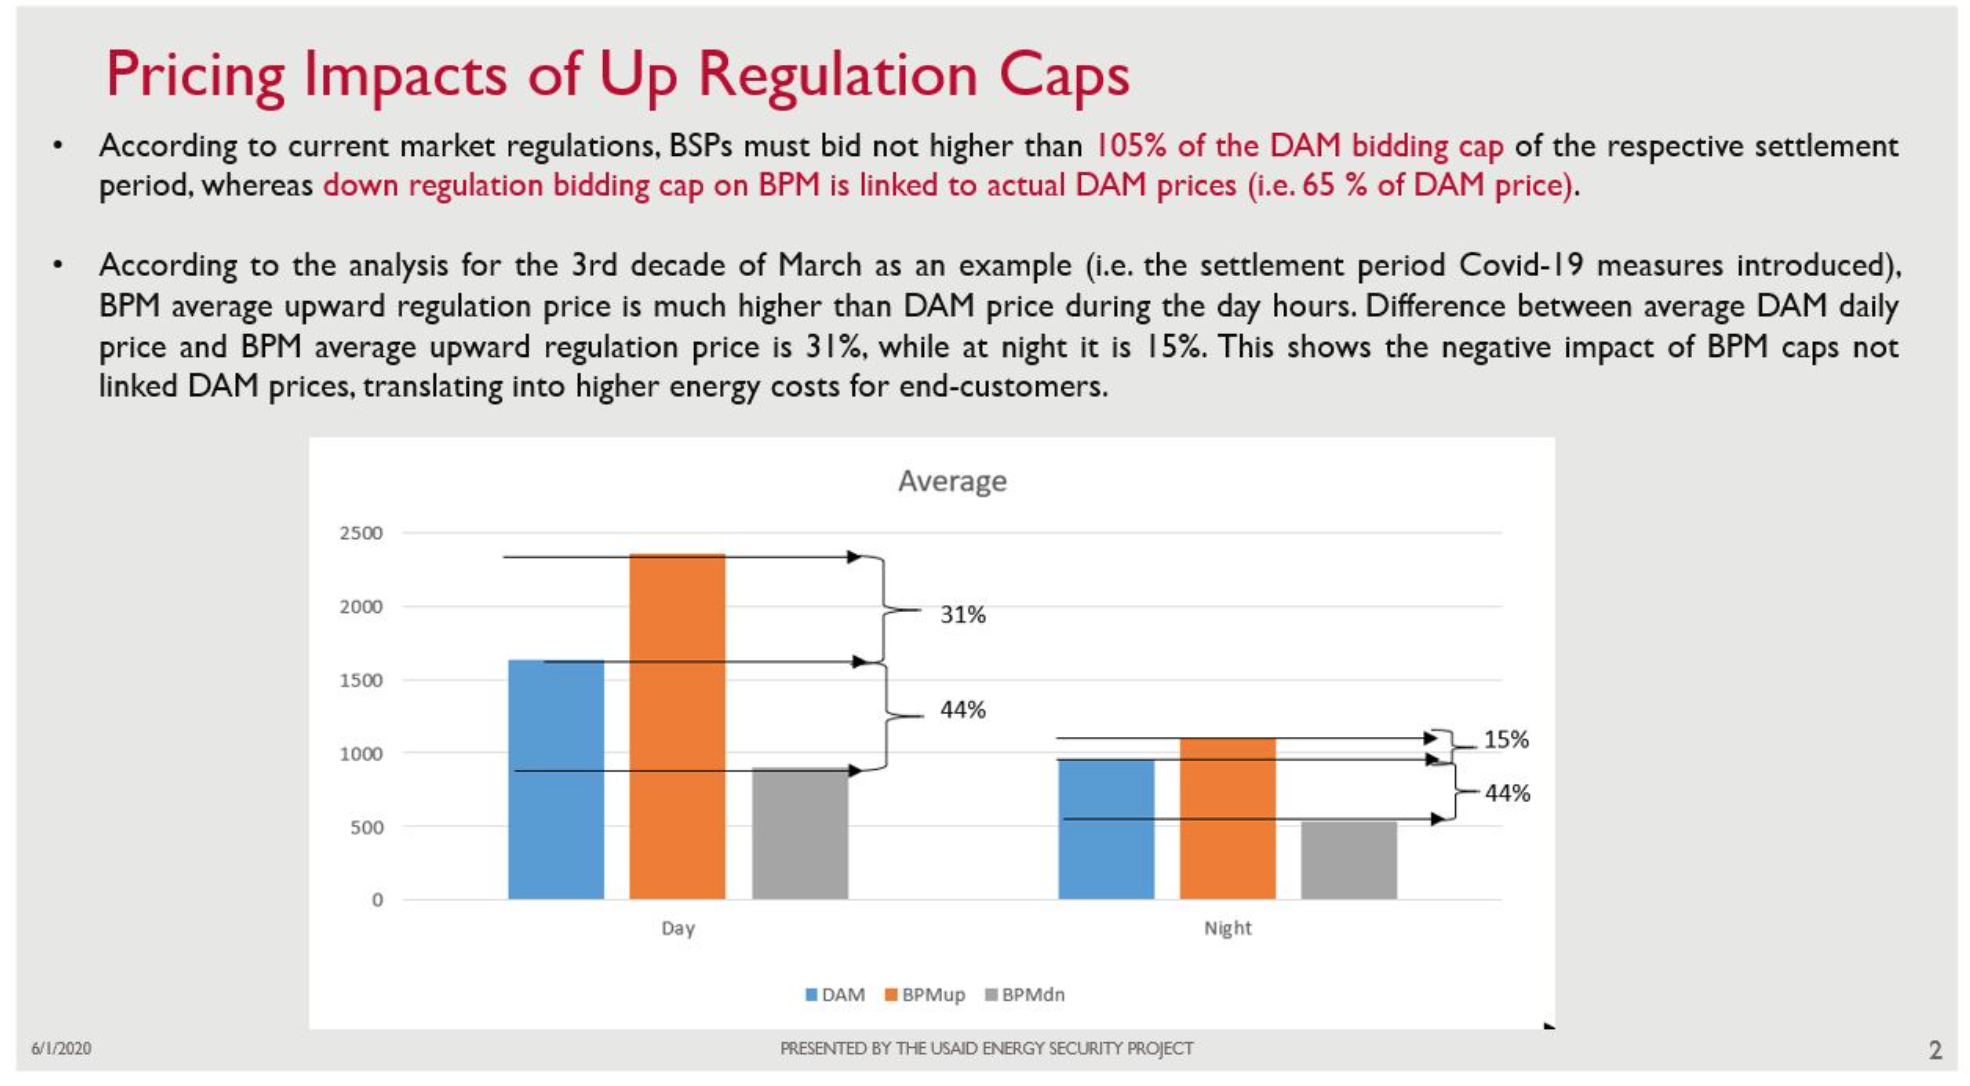 Pricing Impacts of Up Regulation Caps
• According to current market regulations, BSPs must bid not higher than 105% of the DAM bidding cap of the respective settlement
period, whereas down regulation bidding cap on BPM is linked to actual DAM prices (i.e. 65 % of DAM price).
• According to the analysis for the 3rd decade of March as an example (i.e. the settlement period Covid-19 measures introduced),
BPM average upward regulation price is much higher than DAM price during the day hours. Difference between average DAM daily
price and BPM average upward regulation price is 31%, while at night it is 15%. This shows the negative impact of BPM caps not
linked DAM prices, translating into higher energy costs for end-customers.
Average
2500
2000
1500
1000
500
0
31%
44%
15%
44%
Day
Night
DAM BPMup BPMdn
6/1/2020
PRESENTED BY THE USAID ENERGY SECURITY PROJECT
2